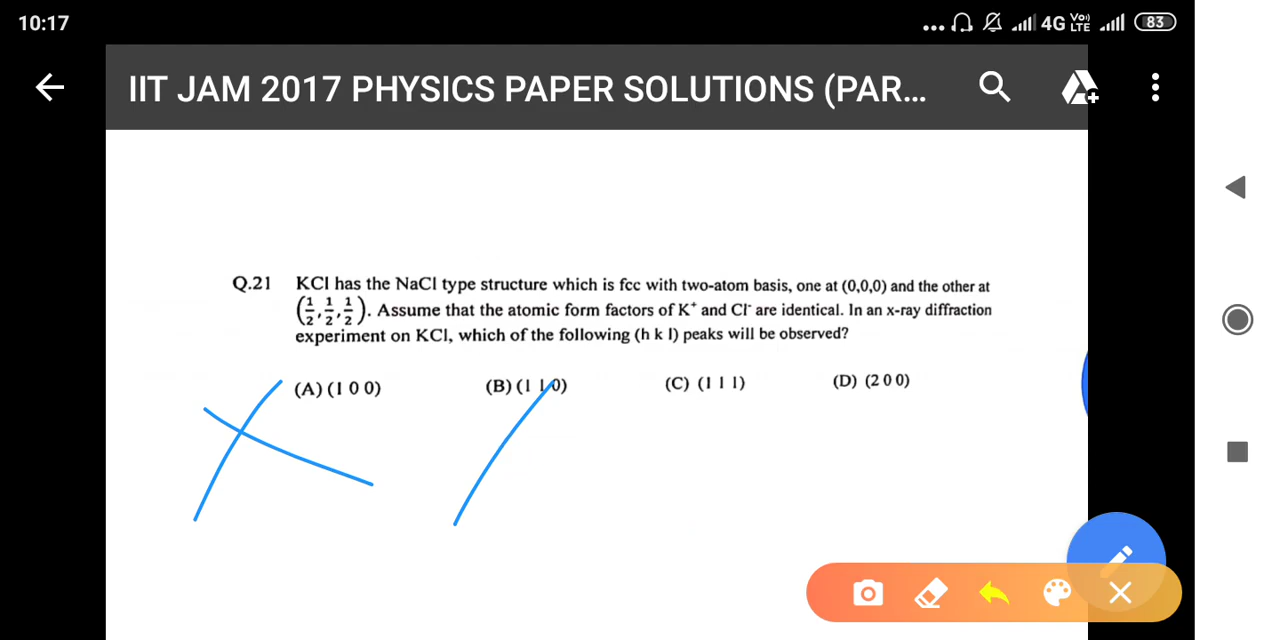 10:17
4G Vo)) LTE 83
IIT JAM 2017 PHYSICS PAPER SOLUTIONS (PAR...
Q.21 KCl has the NaCl type structure which is fcc with two-atom basis, one at (0,0,0) and the other at
(1/2, 1/2, 1/2). Assume that the atomic form factors of K⁺ and Cl⁻ are identical. In an x-ray diffraction
experiment on KCl, which of the following (h k l) peaks will be observed?
(A) (1 0 0) (B) (1 1 0) (C) (1 1 1) (D) (2 0 0)